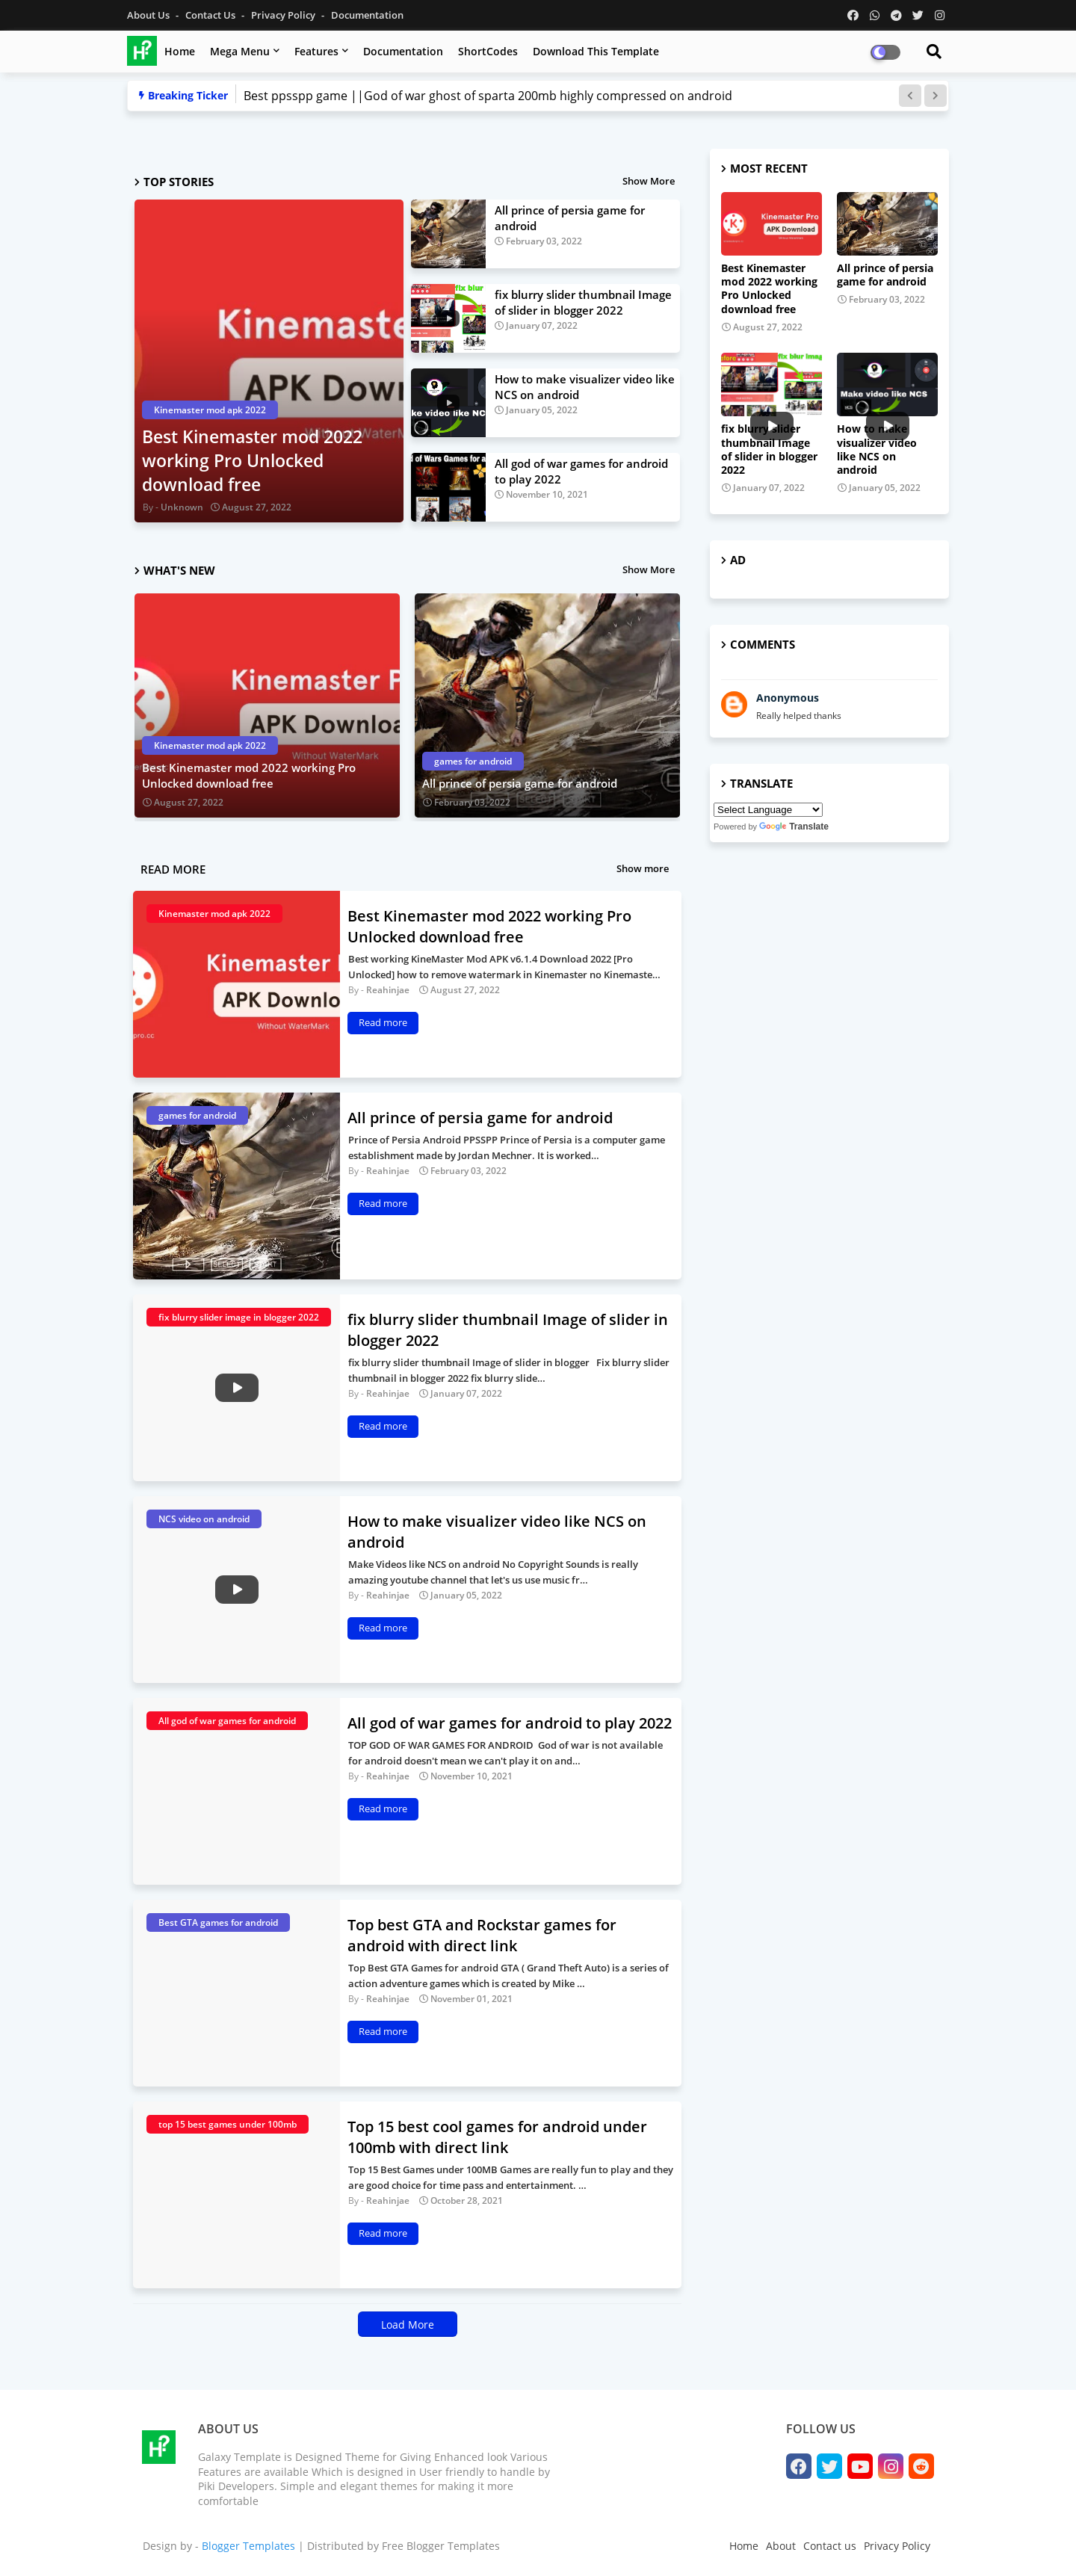 About Us - Contact Us - Privacy Policy - Documentation
H?
Home
Mega Menu
Features
Documentation
ShortCodes
Download This Template
Breaking Ticker
Best ppsspp game ||God of war ghost of sparta 200mb highly compressed on android
TOP STORIES
Show More
Kinemaster mod apk 2022
Best Kinemaster mod 2022
working Pro Unlocked
download free
By - Unknown August 27, 2022
All prince of persia game for
android
February 03, 2022
fix blurry slider thumbnail Image
of slider in blogger 2022
January 07, 2022
How to make visualizer video like
NCS on android
January 05, 2022
All god of war games for android
to play 2022
November 10, 2021
WHAT'S NEW
Show More
Kinemaster mod apk 2022
Without WaterMark
Best Kinemaster mod 2022 working Pro
Unlocked download free
August 27, 2022
games for android
All prince of persia game for android
February 03, 2022
READ MORE
Show more
Kinemaster mod apk 2022
Kinemaster
APK Downlo
Without WaterMark
pro.cc
Best Kinemaster mod 2022 working Pro
Unlocked download free
Best working KineMaster Mod APK v6.1.4 Download 2022 [Pro
Unlocked] how to remove watermark in Kinemaster no Kinemaste...
By - Reahinjae August 27, 2022
Read more
games for android
SELECT
START
All prince of persia game for android
Prince of Persia Android PPSSPP Prince of Persia is a computer game
establishment made by Jordan Mechner. It is worked...
By - Reahinjae February 03, 2022
Read more
fix blurry slider image in blogger 2022
fix blurry slider thumbnail Image of slider in
blogger 2022
fix blurry slider thumbnail Image of slider in blogger   Fix blurry slider
thumbnail in blogger 2022 fix blurry slide...
By - Reahinjae January 07, 2022
Read more
NCS video on android
How to make visualizer video like NCS on
android
Make Videos like NCS on android No Copyright Sounds is really
amazing youtube channel that let's us use music fr...
By - Reahinjae January 05, 2022
Read more
All god of war games for android
All god of war games for android to play 2022
TOP GOD OF WAR GAMES FOR ANDROID  God of war is not available
for android doesn't mean we can't play it on and...
By - Reahinjae November 10, 2021
Read more
Best GTA games for android
Top best GTA and Rockstar games for
android with direct link
Top Best GTA Games for android GTA ( Grand Theft Auto) is a series of
action adventure games which is created by Mike ...
By - Reahinjae November 01, 2021
Read more
top 15 best games under 100mb
Top 15 best cool games for android under
100mb with direct link
Top 15 Best Games under 100MB Games are really fun to play and they
are good choice for time pass and entertainment. ...
By - Reahinjae October 28, 2021
Read more
Load More
MOST RECENT
Kinemaster Pro
APK Download
Best Kinemaster
mod 2022 working
Pro Unlocked
download free
August 27, 2022
All prince of persia
game for android
February 03, 2022
fix blurry slider
thumbnail Image
of slider in blogger
2022
January 07, 2022
Make video like NCS
How to make
visualizer video
like NCS on
android
January 05, 2022
AD
COMMENTS
Anonymous
Really helped thanks
TRANSLATE
Select Language
Powered by Google Translate
H?
ABOUT US
Galaxy Template is Designed Theme for Giving Enhanced look Various
Features are available Which is designed in User friendly to handle by
Piki Developers. Simple and elegant themes for making it more
comfortable
FOLLOW US
Design by - Blogger Templates | Distributed by Free Blogger Templates
Home About Contact us Privacy Policy